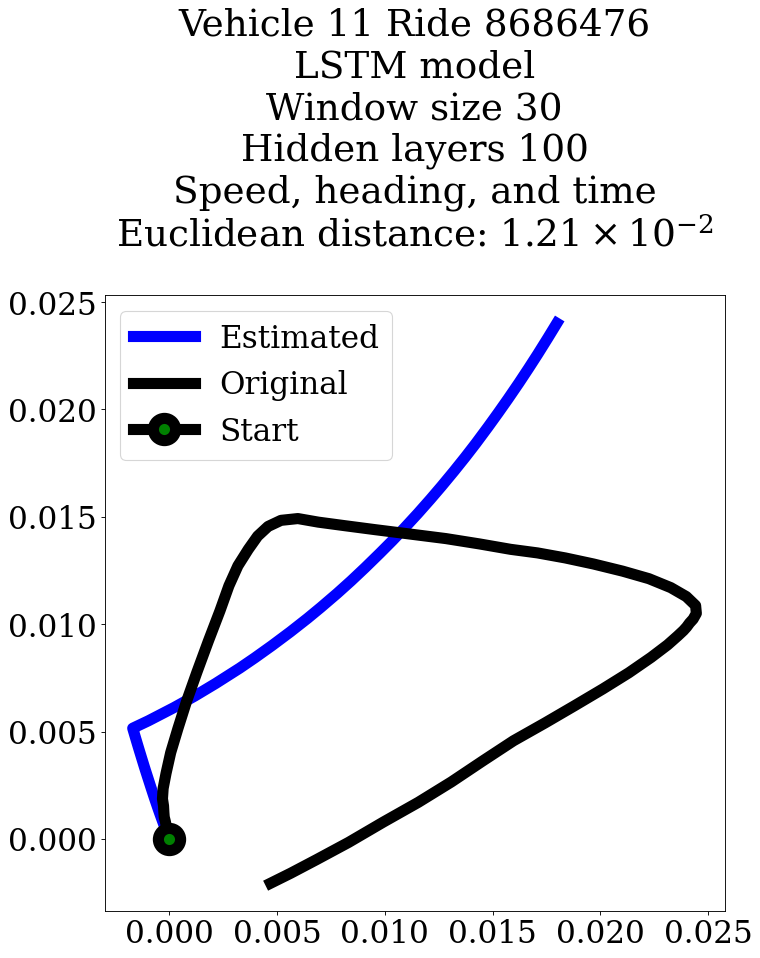 Vehicle 11 Ride 8686476
LSTM model
Window size 30
Hidden layers 100
Speed, heading, and time
Euclidean distance: 1.21 × 10⁻²
0.025
0.020
0.015
0.010
0.005
0.000
Estimated
Original
Start
0.000 0.005 0.010 0.015 0.020 0.025